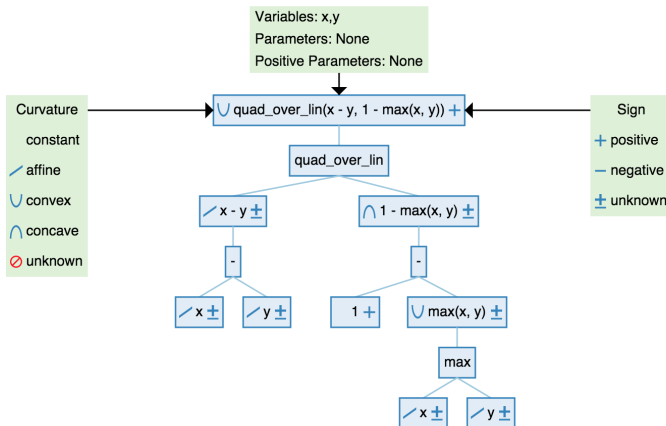 Variables: x,y
Parameters: None
Positive Parameters: None
Curvature
constant
affine
convex
concave
unknown
quad_over_lin(x - y, 1 - max(x, y)) +
Sign
+ positive
− negative
± unknown
quad_over_lin
x - y ±
1 - max(x, y) ±
-
-
x ±
y ±
1 +
max(x, y) ±
max
x ±
y ±